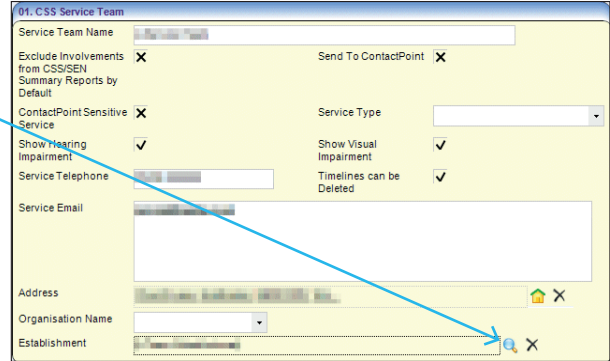 01. CSS Service Team
Service Team Name
Exclude Involvements
from CSS/SEN
Summary Reports by
Default
Send To ContactPoint
ContactPoint Sensitive
Service
Service Type
Show Hearing
Impairment
Show Visual
Impairment
Service Telephone
Timelines can be
Deleted
Service Email
Address
Organisation Name
Establishment